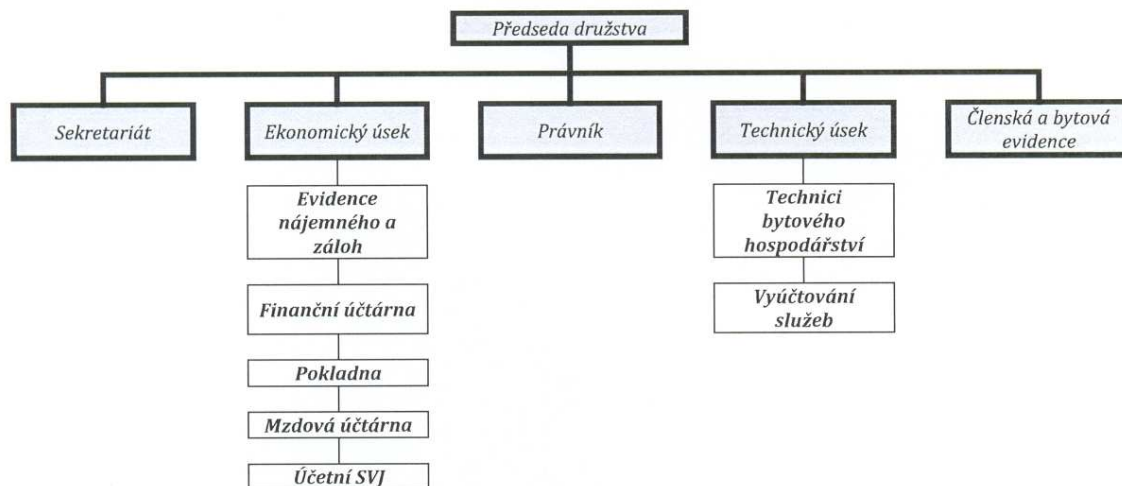 Předseda družstva
Sekretariát
Ekonomický úsek
Právník
Technický úsek
Členská a bytová
evidence
Evidence
nájemného a
záloh
Finanční účtárna
Pokladna
Mzdová účtárna
Účetní SVJ
Technici
bytového
hospodářství
Vyúčtování
služeb